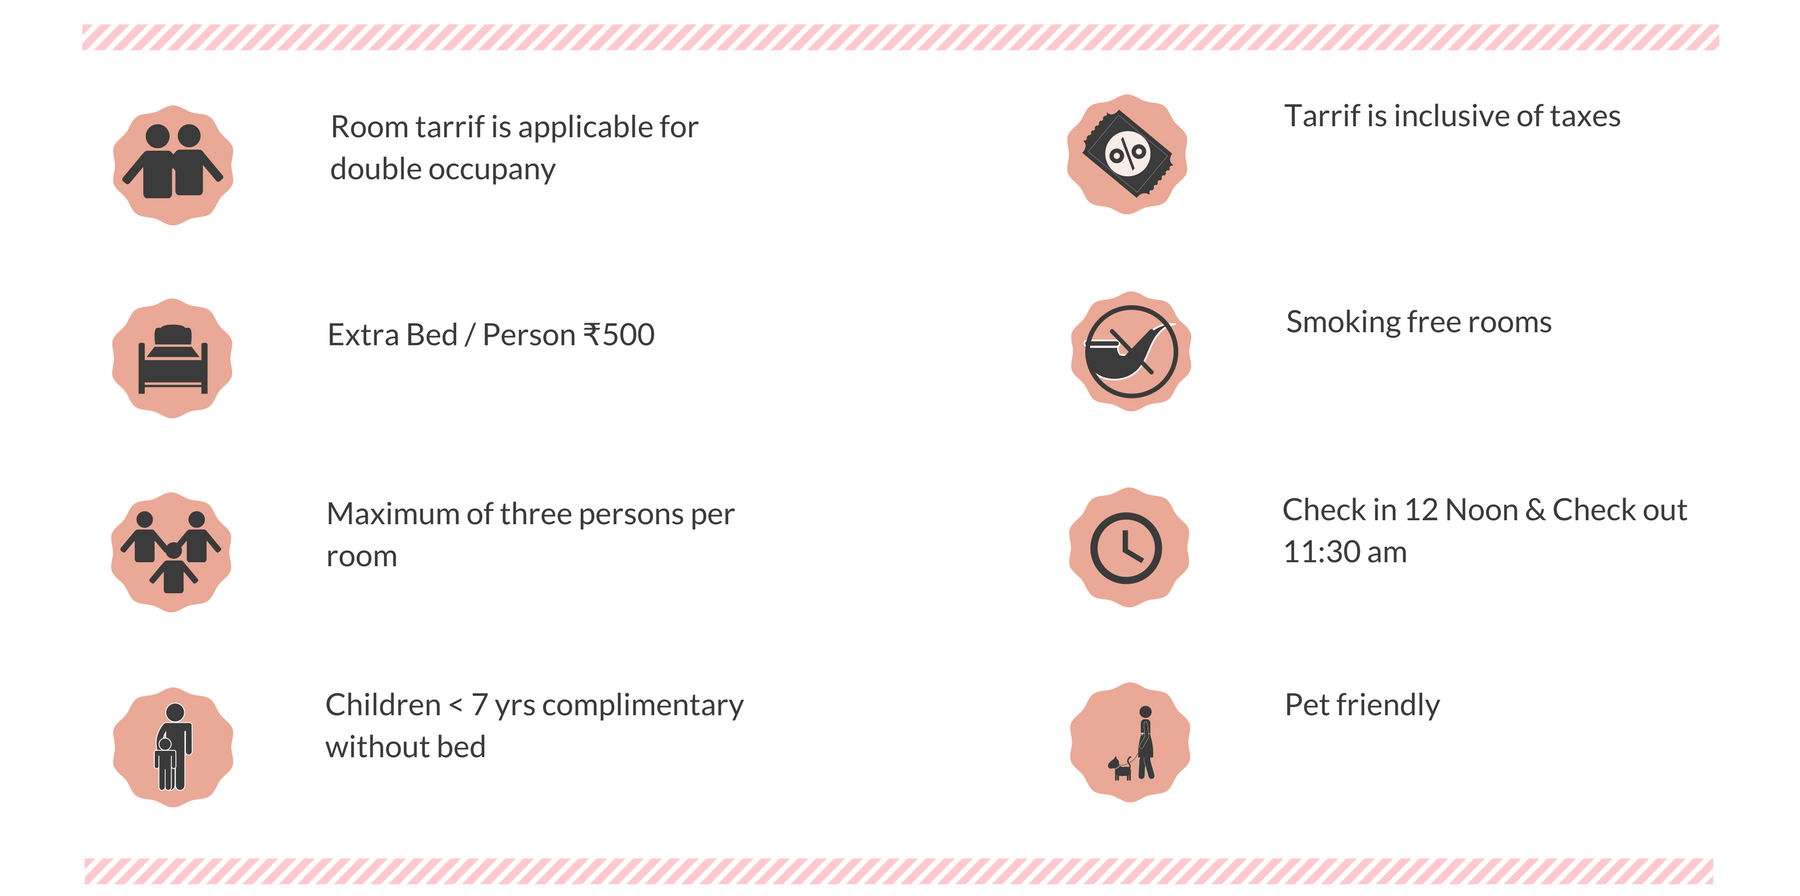 Room tarrif is applicable for
double occupany
Extra Bed / Person ₹500
Maximum of three persons per
room
Children < 7 yrs complimentary
without bed
%
Tarrif is inclusive of taxes
Smoking free rooms
Check in 12 Noon & Check out
11:30 am
Pet friendly